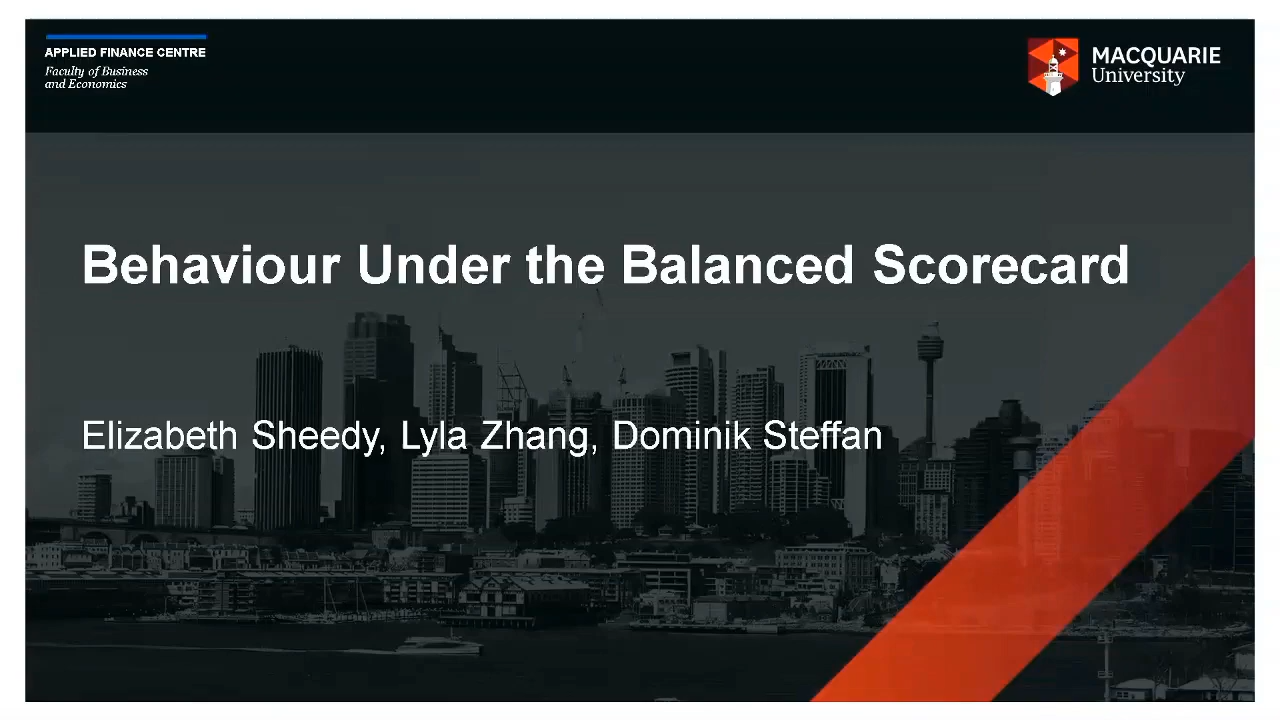 APPLIED FINANCE CENTRE
Faculty of Business
and Economics
MACQUARIE
University
Behaviour Under the Balanced Scorecard
Elizabeth Sheedy, Lyla Zhang, Dominik Steffan